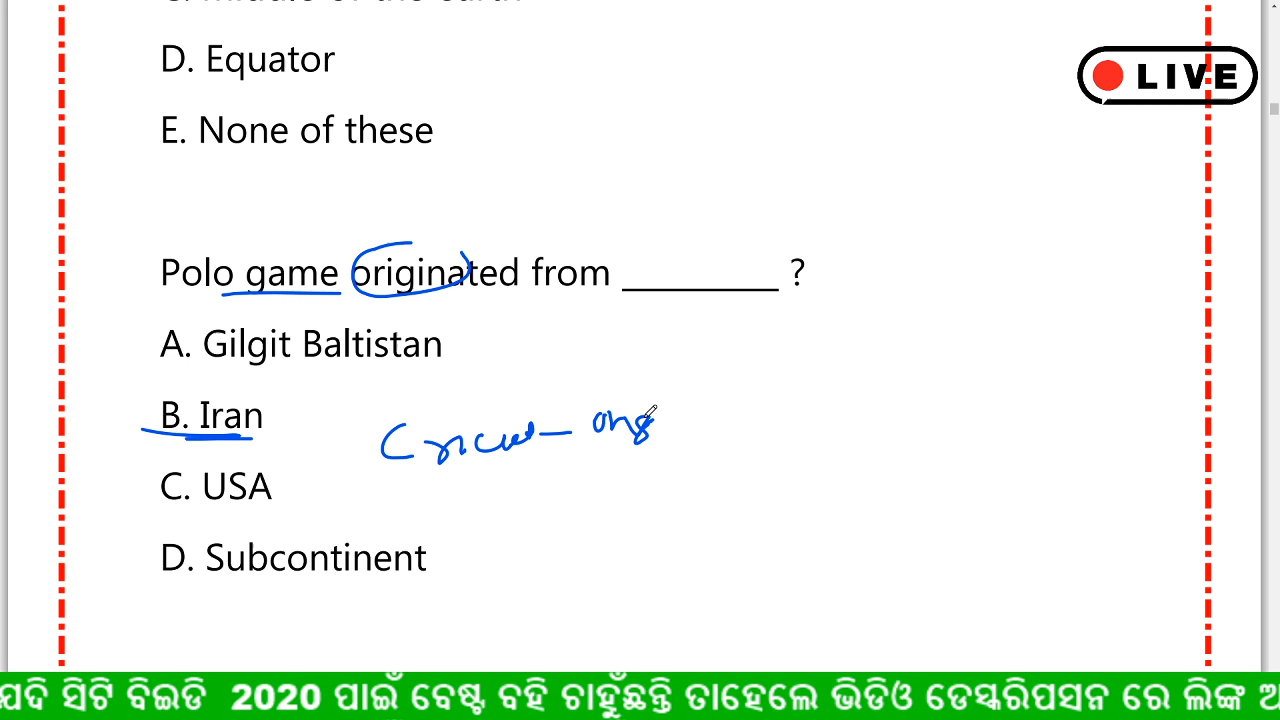 D. Equator
LIVE
E. None of these
Polo game originated from _________ ?
A. Gilgit Baltistan
B. Iran
C. USA
D. Subcontinent
ଯଦି ସିଟି ବିଇଡି 2020 ପାଇଁ ବେଷ୍ଟ ବହି ଚାହୁଁଛନ୍ତି ତାହେଲେ ଭିଡିଓ ଡେସ୍କରିପସନ ରେ ଲିଙ୍କ